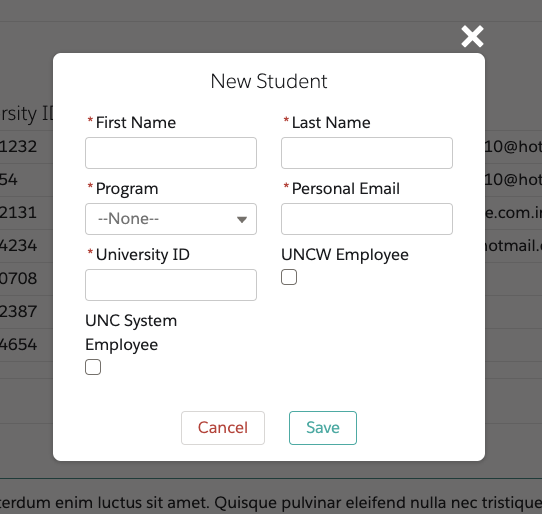 New Student
rsity ID
* First Name
* Last Name
1232
10@hot
54
10@hot
* Program
* Personal Email
--None--
2131
e.com.in
4234
hotmail.
* University ID
UNCW Employee
0708
2387
UNC System
Employee
4654
Cancel
Save
terdum enim luctus sit amet. Quisque pulvinar eleifend nulla nec tristique